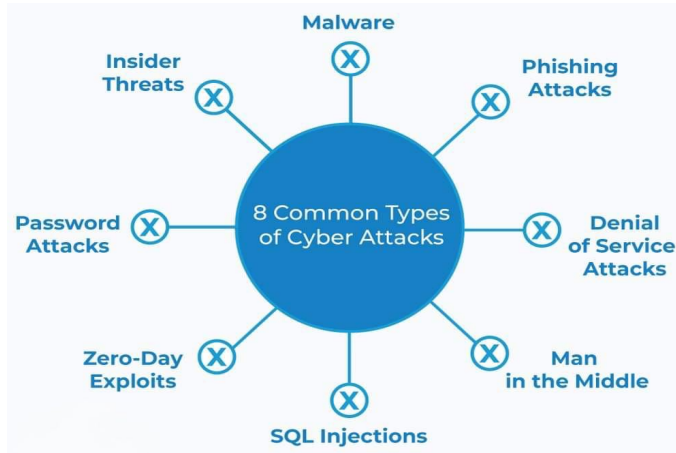 Malware
X
Phishing
Attacks
X
Denial
of Service
Attacks
X
Man
in the Middle
X
SQL Injections
X
Zero-Day
Exploits
X
Password
Attacks
X
Insider
Threats
X
8 Common Types
of Cyber Attacks